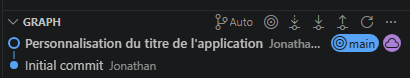 GRAPH Auto
Personnalisation du titre de l'application Jonatha... main
Initial commit Jonathan